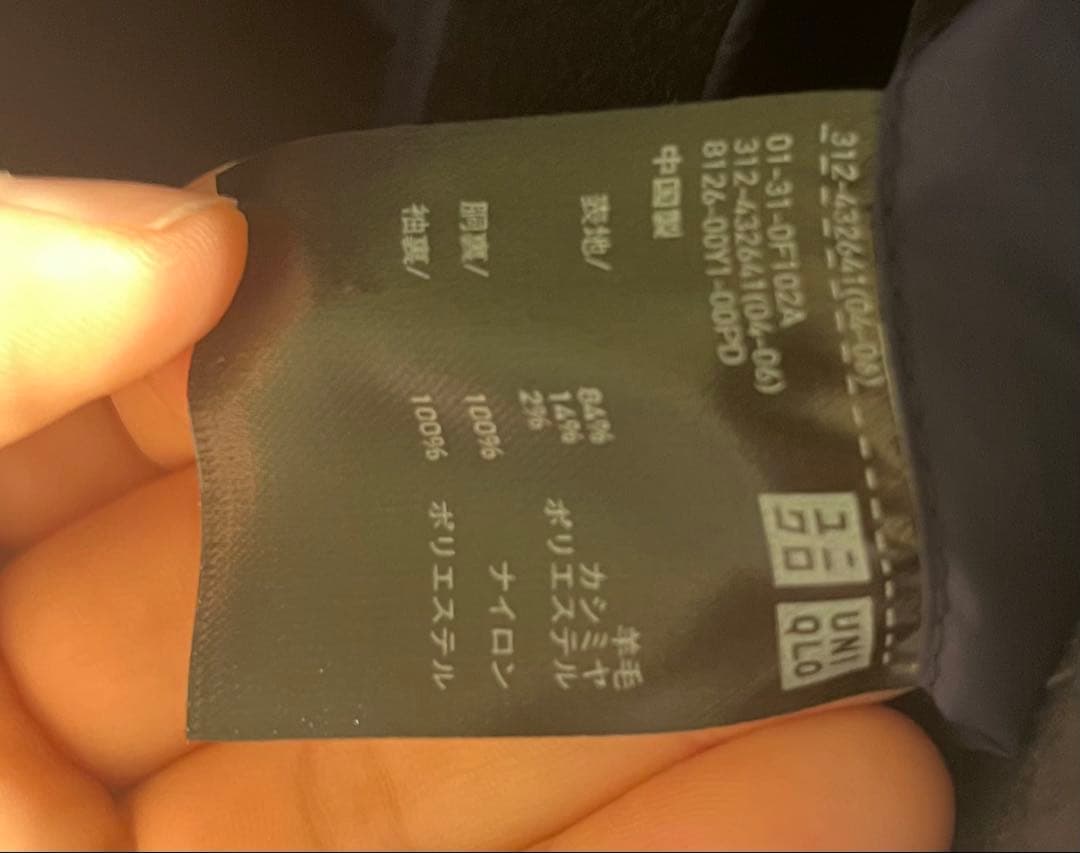 312-432641(04-06)
ユニ
クロ
UNI
QLO
01-31-0F102A
312-432641(04-06)
8126-00Y1-00P0
中国製
表地/ 84% 羊毛
14% カシミヤ
2% ポリエステル
胴裏/ 100% ナイロン
袖裏/ 100% ポリエステル